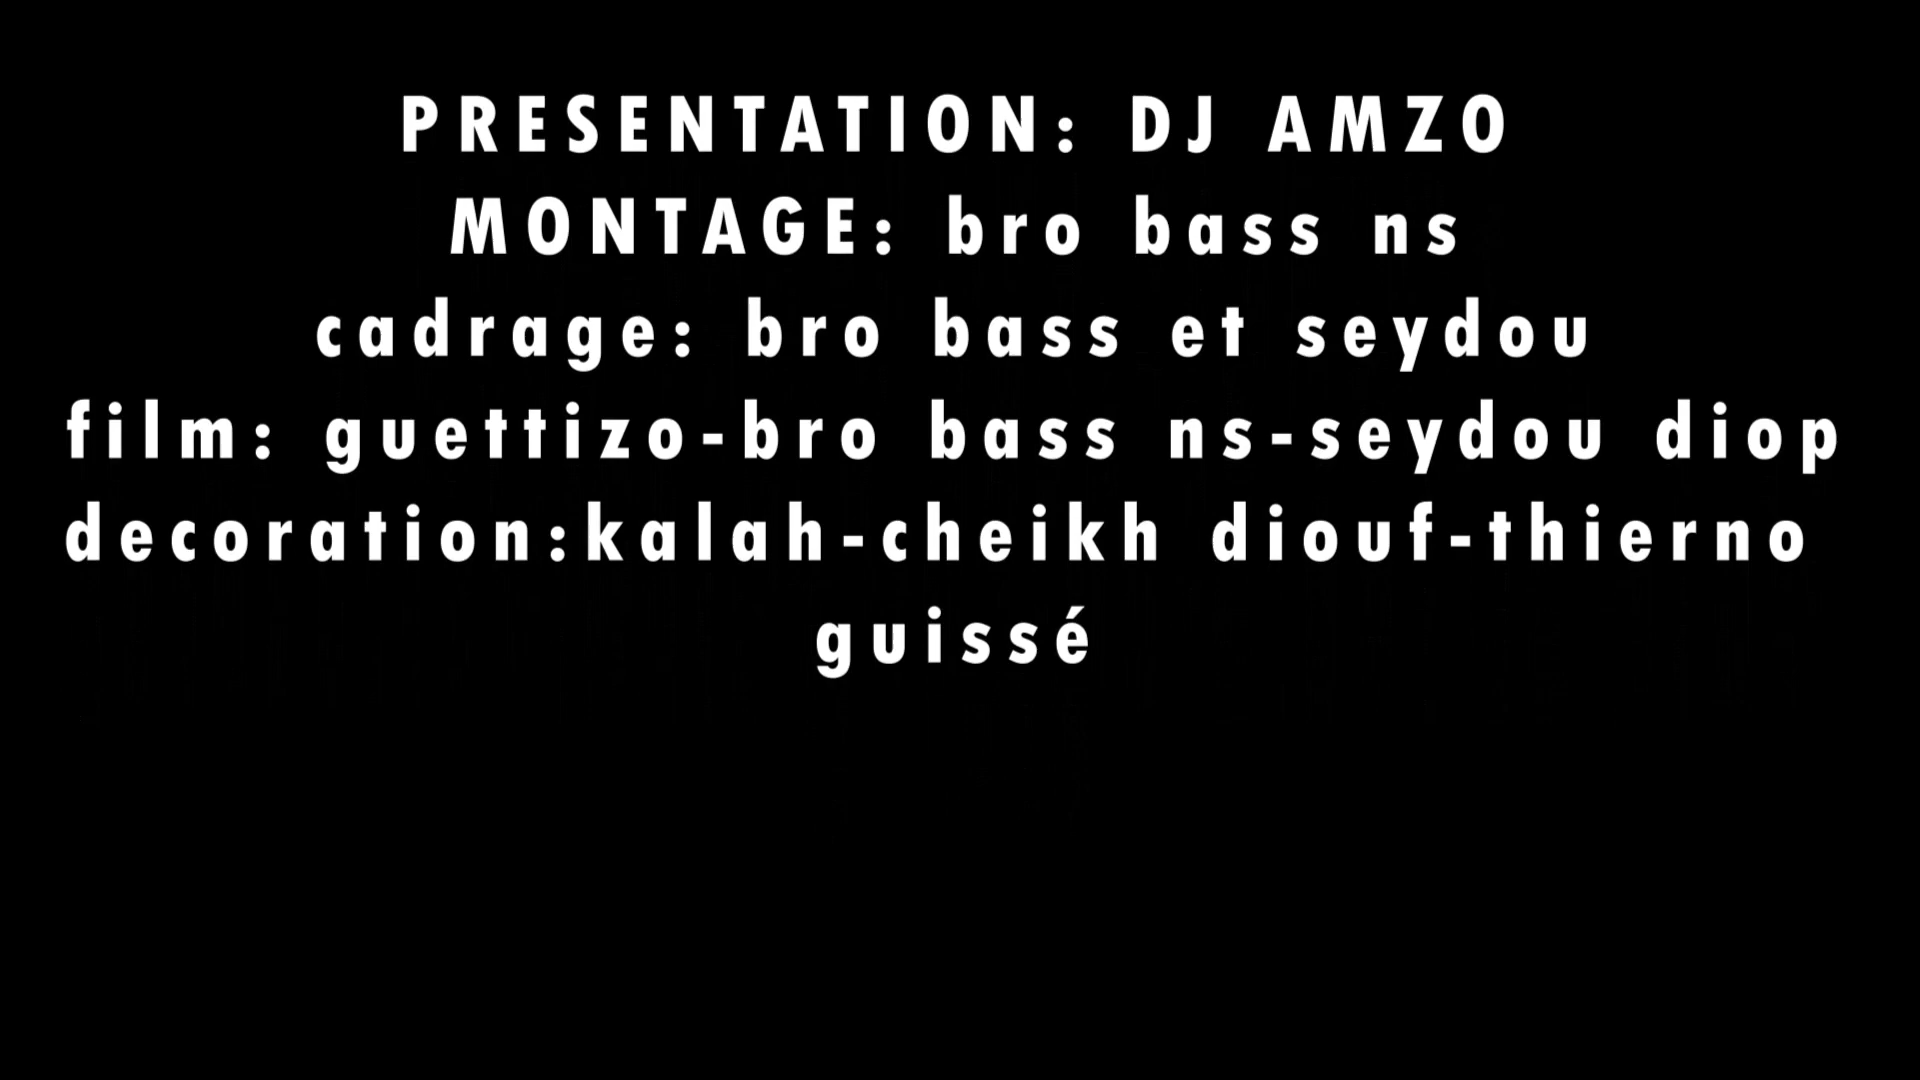 PRESENTATION: DJ AMZO
MONTAGE: bro bass ns
cadrage: bro bass et seydou
film: guettizo-bro bass ns-seydou diop
decoration:kalah-cheikh diouf-thierno
guissé